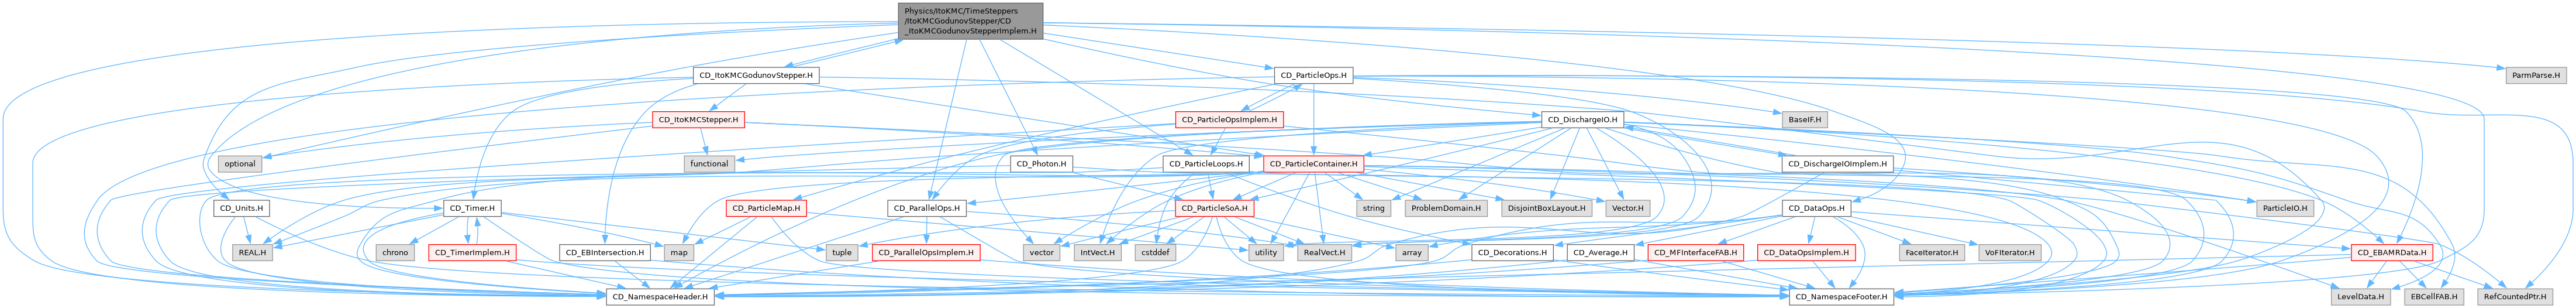 Physics/ItoKMC/TimeSteppers
/ItoKMCGodunovStepper/CD
_ItoKMCGodunovStepperImplem.H
CD_ItoKMCGodunovStepper.H
CD_ParticleOps.H
ParmParse.H
CD_ItoKMCStepper.H
CD_ParticleOpsImplem.H
BaseIF.H
CD_DischargeIO.H
optional
functional
CD_Photon.H
CD_ParticleLoops.H
CD_ParticleContainer.H
CD_DischargeIOImplem.H
CD_Units.H
CD_Timer.H
CD_ParticleMap.H
CD_ParallelOps.H
CD_ParticleSoA.H
string
ProblemDomain.H
DisjointBoxLayout.H
Vector.H
CD_DataOps.H
ParticleIO.H
REAL.H
chrono
CD_TimerImplem.H
CD_EBIntersection.H
map
tuple
CD_ParallelOpsImplem.H
vector
IntVect.H
cstddef
utility
RealVect.H
array
CD_Decorations.H
CD_Average.H
CD_MFInterfaceFAB.H
CD_DataOpsImplem.H
FaceIterator.H
VoFIterator.H
CD_EBAMRData.H
CD_NamespaceHeader.H
CD_NamespaceFooter.H
LevelData.H
EBCellFAB.H
RefCountedPtr.H